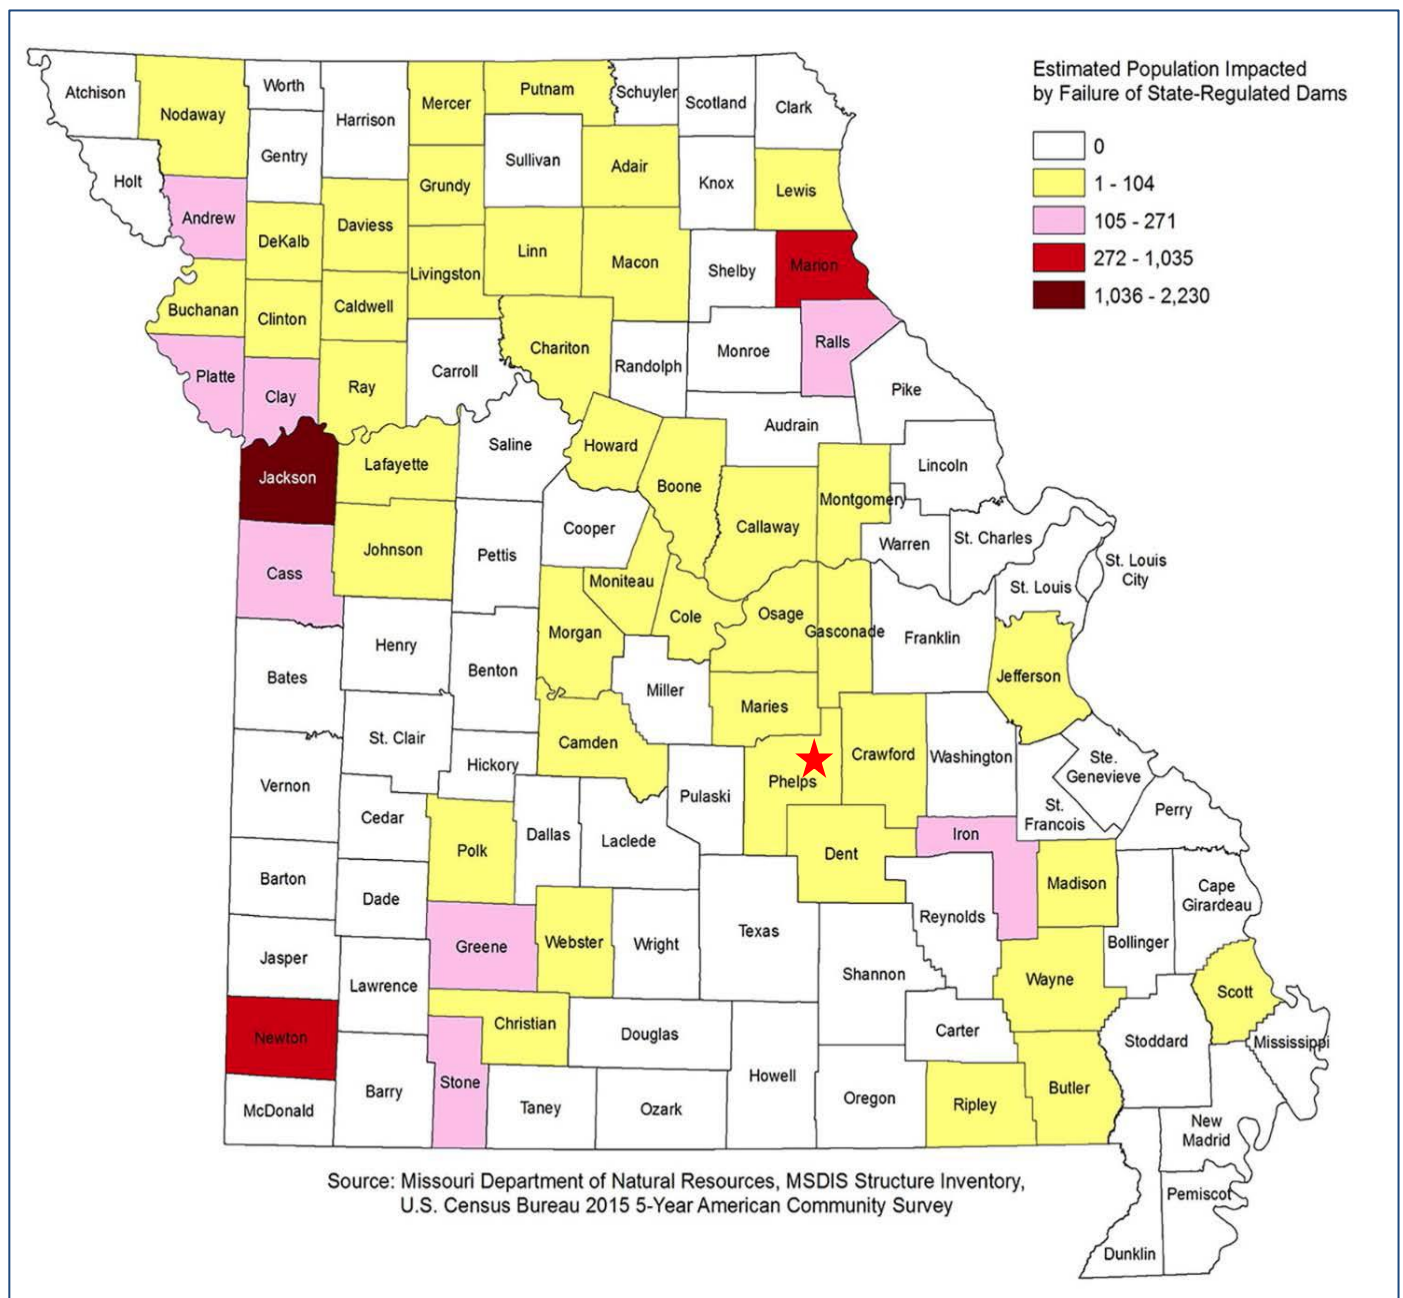 Estimated Population Impacted
by Failure of State-Regulated Dams
0
1 - 104
105 - 271
272 - 1,035
1,036 - 2,230
Atchison
Nodaway
Worth
Harrison
Mercer
Putnam
Schuyler
Scotland
Clark
Gentry
Holt
Sullivan
Adair
Knox
Lewis
Grundy
Andrew
DeKalb
Daviess
Linn
Macon
Shelby
Marion
Livingston
Buchanan
Clinton
Caldwell
Chariton
Randolph
Monroe
Ralls
Platte
Clay
Ray
Carroll
Pike
Audrain
Saline
Howard
Jackson
Lafayette
Boone
Lincoln
Montgomery
Callaway
Cooper
Johnson
Pettis
Warren
St. Charles
St. Louis
City
St. Louis
Cass
Moniteau
Cole
Osage
Gasconade
Franklin
Morgan
Henry
Benton
Bates
Miller
Maries
Jefferson
St. Clair
Camden
Crawford
Washington
Hickory
Ste.
Genevieve
Vernon
Phelps
Pulaski
St.
Francois
Perry
Cedar
Dallas
Laclede
Iron
Polk
Dent
Barton
Dade
Madison
Cape
Girardeau
Reynolds
Texas
Greene
Webster
Wright
Bollinger
Jasper
Lawrence
Shannon
Wayne
Scott
Christian
Douglas
Carter
Newton
Stoddard
Mississippi
Stone
Barry
Howell
Butler
McDonald
Taney
Ozark
Oregon
Ripley
New
Madrid
Pemiscot
Dunklin
Source: Missouri Department of Natural Resources, MSDIS Structure Inventory,
U.S. Census Bureau 2015 5-Year American Community Survey